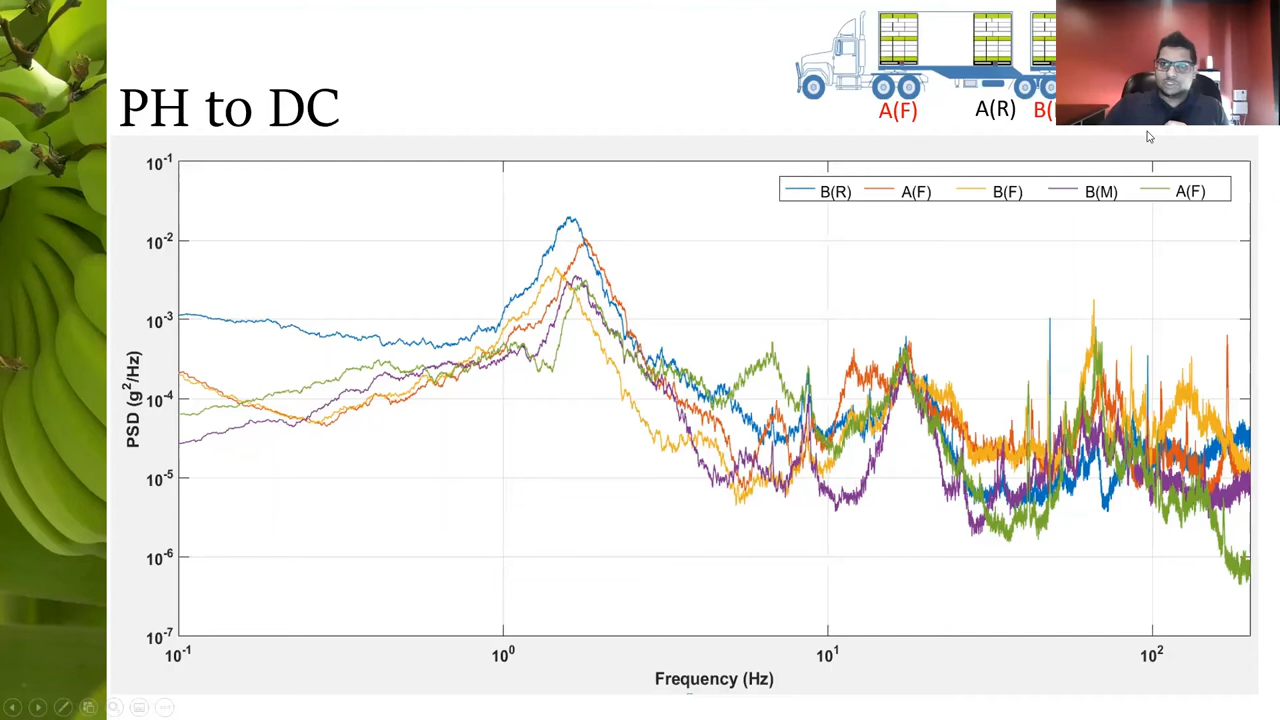 PH to DC
A(F) A(R) B(
B(R) A(F) B(F) B(M) A(F)
10-1
10-2
10-3
10-4
10-5
10-6
10-7
PSD (g2/Hz)
10-1 100 101 102
Frequency (Hz)